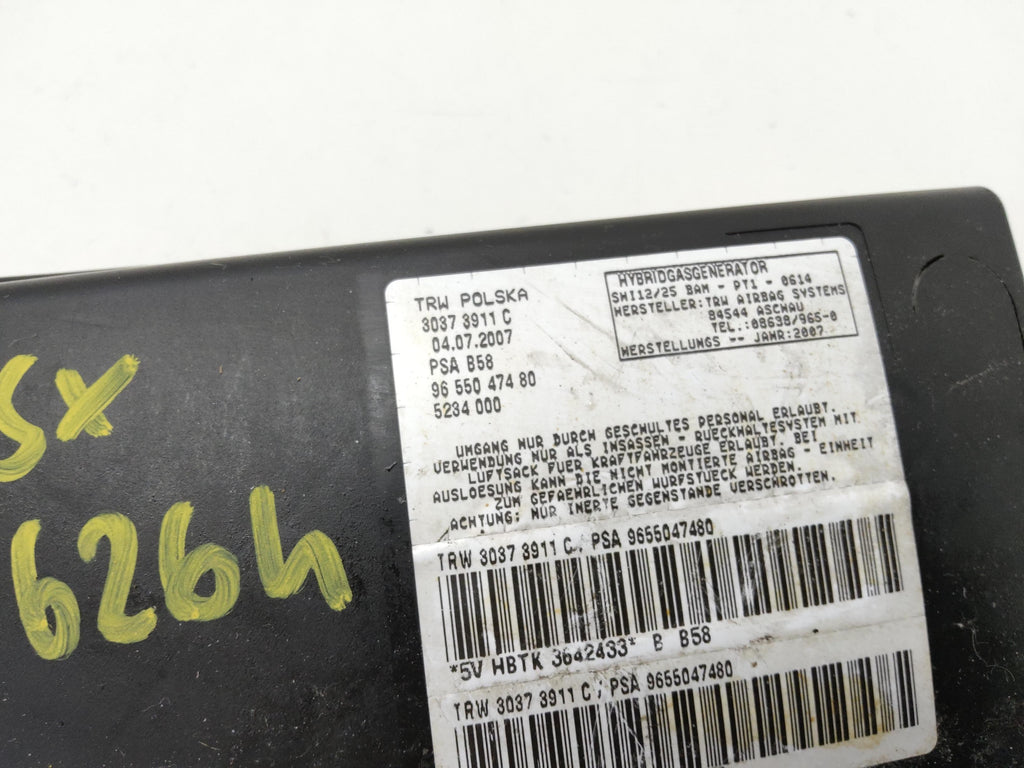 SX
626h
TRW POLSKA
3037 3911 C
04.07.2007
PSA B58
96 550 474 80
5234 000
HYBRIDGASGENERATOR
SHI12/25 BAM - PT1 - 0614
HERSTELLER:TRW AIRBAG SYSTEMS
84544 ASCHAU
TEL.:08638/965-0
HERSTELLUNGS -- JAHR:2007
UMGANG NUR DURCH GESCHULTES PERSONAL ERLAUBT.
VERWENDUNG NUR ALS INSASSEN - RUECKHALTESYSTEM MIT
LUFTSACK FUER KRAFTFAHRZEUGE ERLAUBT. BEI
AUSLOESUNG KANN DIE NICHT MONTIERTE AIRBAG - EINHEIT
ZUM GEFAEHRLICHEN WURFSTUECK WERDEN.
ACHTUNG: NUR INERTE GEGENSTANDE VERSCHROTTEN.
TRW 3037 3911 C , PSA 9655047480
*5V HBTK 3642433* B B58
TRW 3037 3911 C , PSA 9655047480